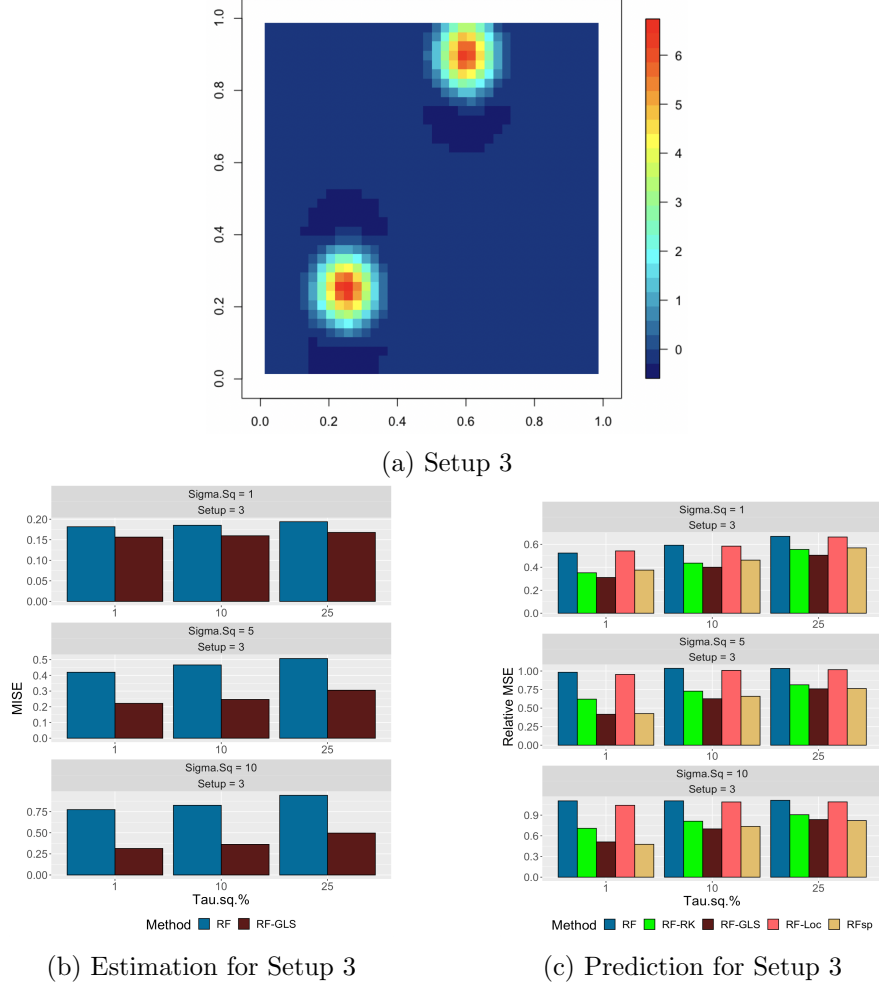 1.0
0.8
0.6
0.4
0.2
0.0
0.0 0.2 0.4 0.6 0.8 1.0
6
5
4
3
2
1
0
(a) Setup 3
Sigma.Sq = 1
Setup = 3
0.20
0.15
0.10
0.05
0.00
1 10 25
Sigma.Sq = 5
Setup = 3
0.5
0.4
0.3
0.2
0.1
0.0
1 10 25
Sigma.Sq = 10
Setup = 3
0.75
0.50
0.25
0.00
1 10 25
MISE
Tau.sq.%
Method RF RF-GLS
(b) Estimation for Setup 3
Sigma.Sq = 1
Setup = 3
0.6
0.4
0.2
0.0
1 10 25
Sigma.Sq = 5
Setup = 3
1.00
0.75
0.50
0.25
0.00
1 10 25
Sigma.Sq = 10
Setup = 3
0.9
0.6
0.3
0.0
1 10 25
Relative MSE
Tau.sq.%
Method RF RF-RK RF-GLS RF-Loc RFsp
(c) Prediction for Setup 3